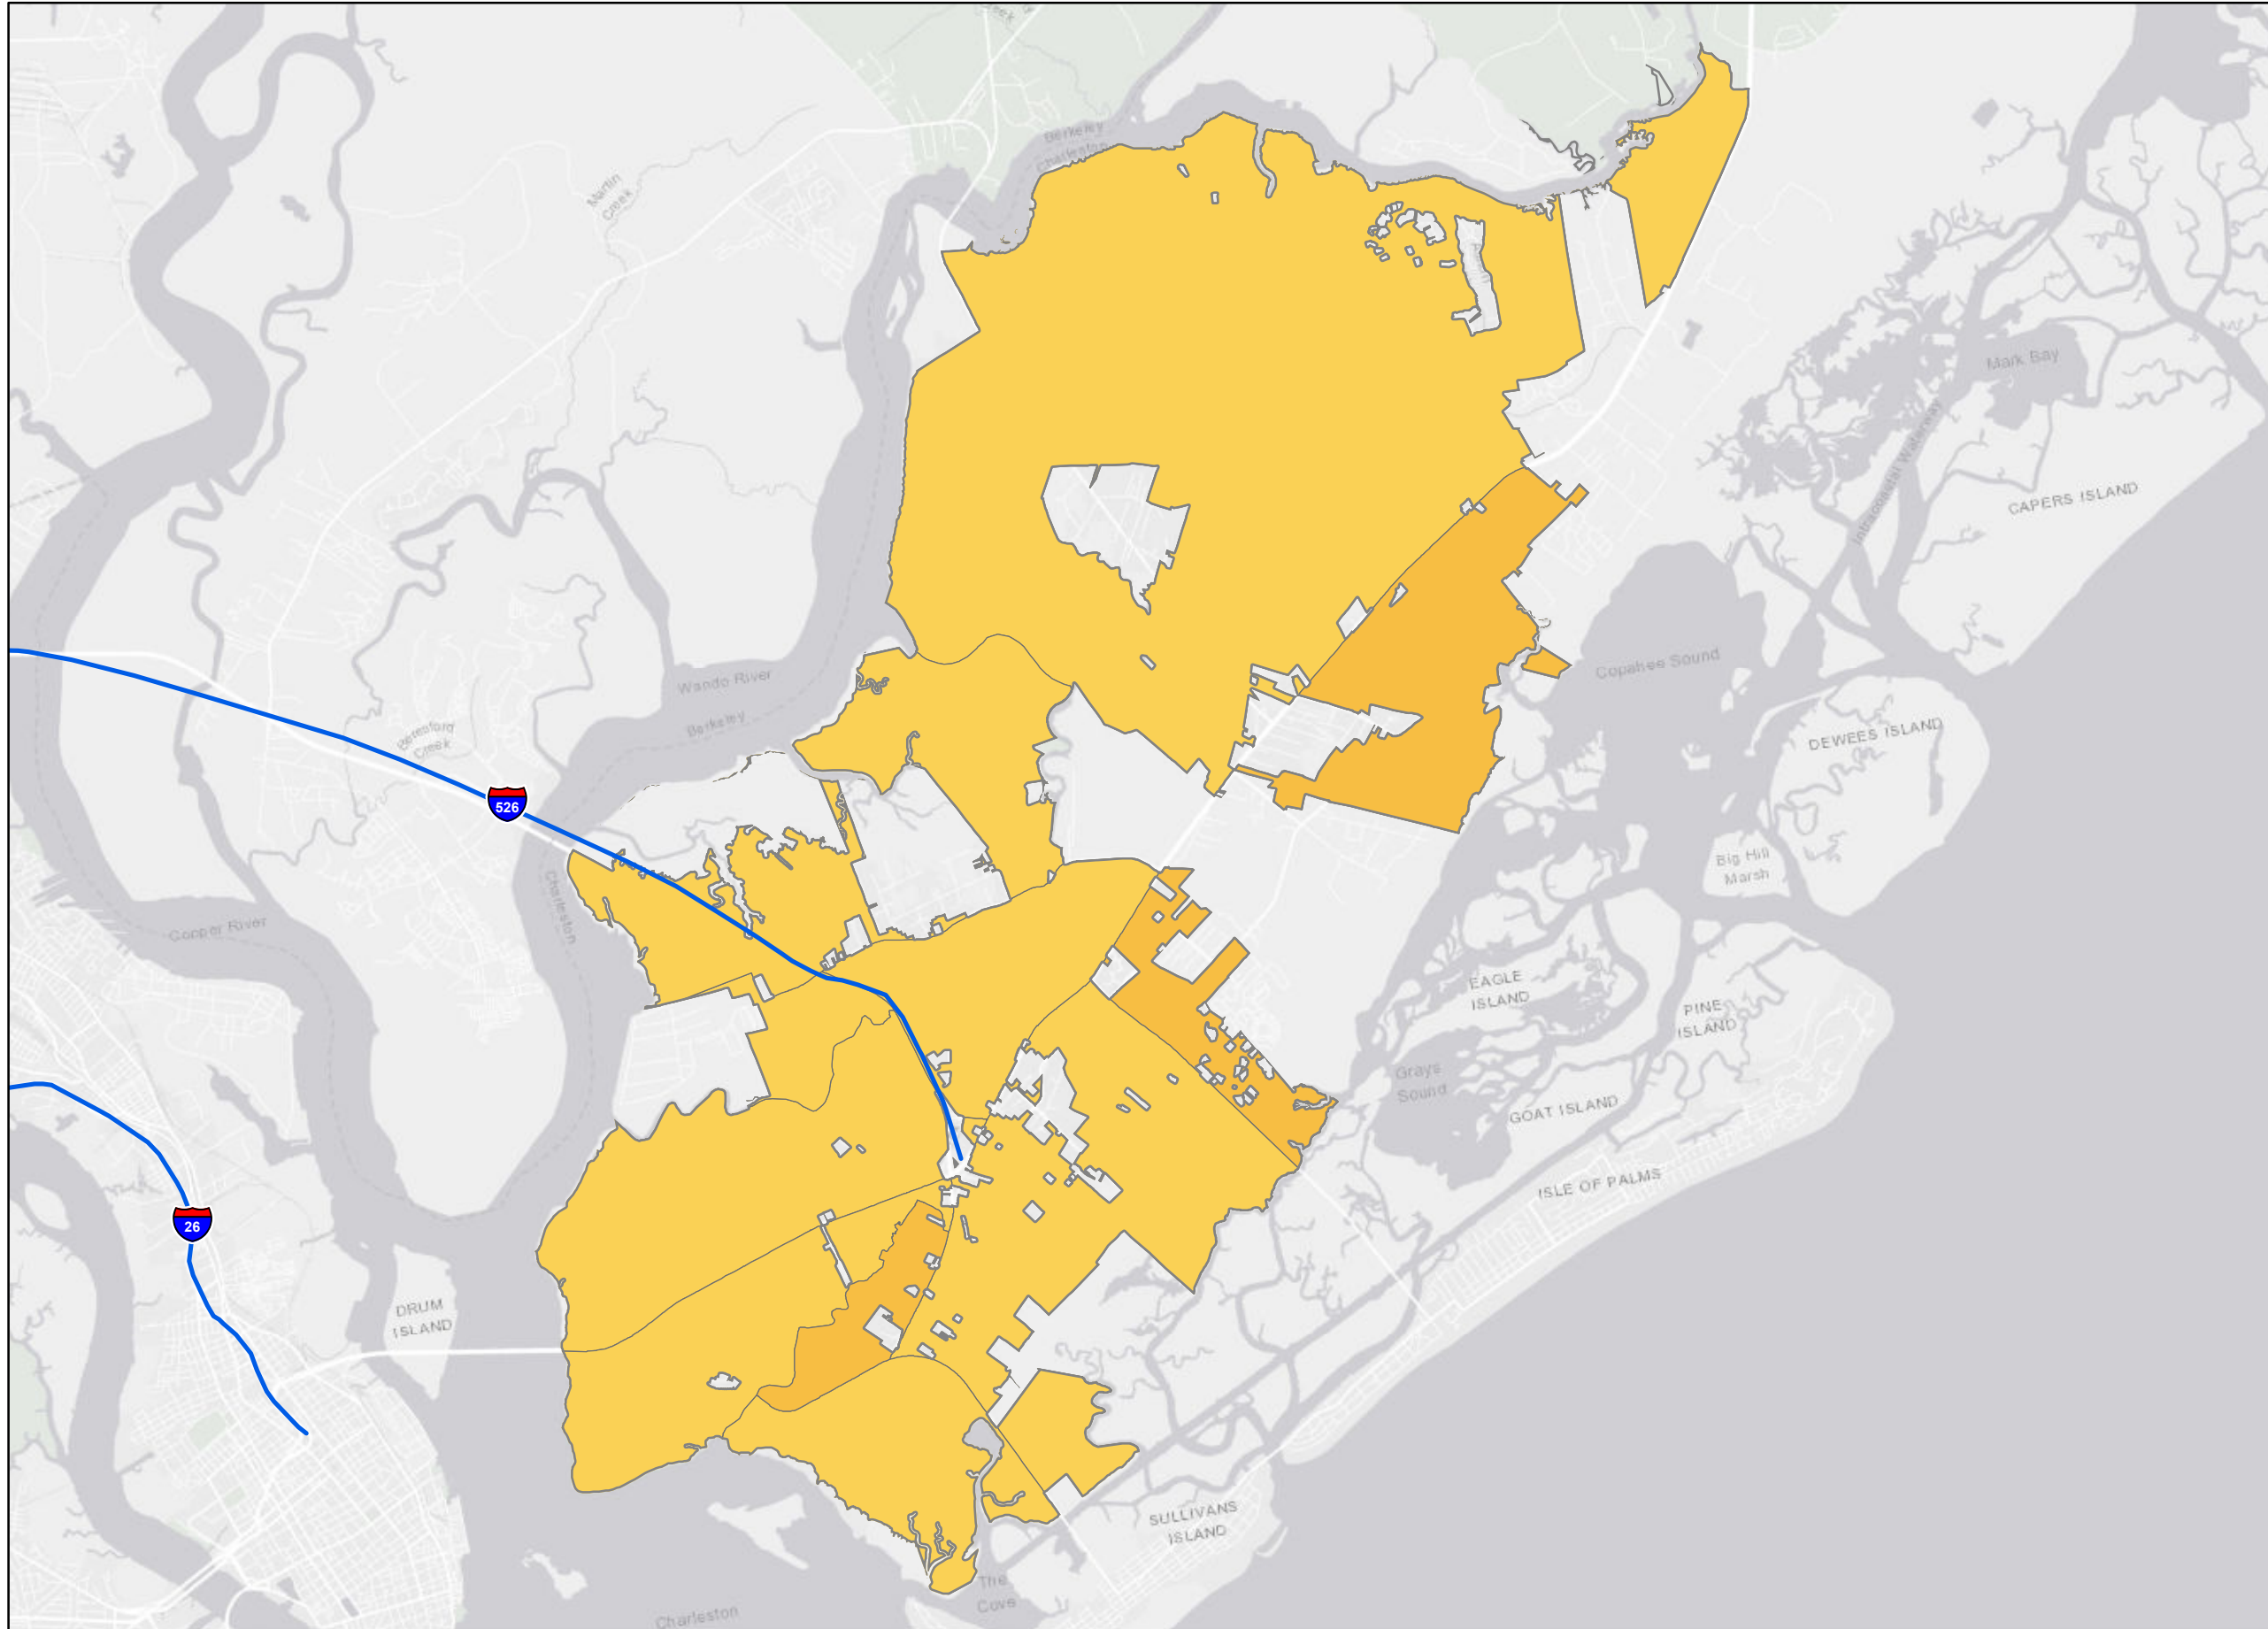 Creek
Berkeley
Charleston
Martin
Creek
Mark Bay
Intracoastal Waterway
CAPERS ISLAND
Wando River
Berkeley
Copahee Sound
Beresford
Creek
DEWEES ISLAND
526
Big Hill
Marsh
Charleston
Cooper River
EAGLE
ISLAND
PINE
ISLAND
Grays
Sound
GOAT ISLAND
ISLE OF PALMS
26
DRUM
ISLAND
SULLIVANS
ISLAND
The
Cove
Charleston